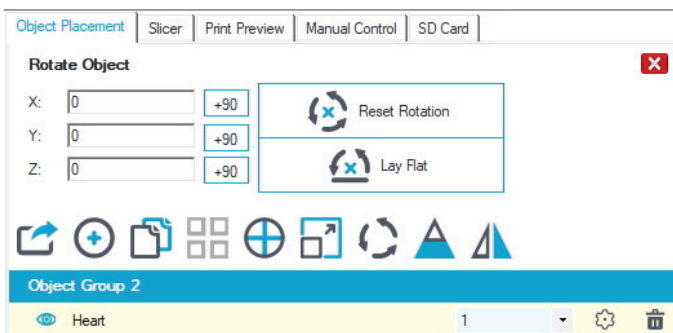 Object Placement Slicer Print Preview Manual Control SD Card
Rotate Object
X: 0 +90 Reset Rotation
Y: 0 +90
Z: 0 +90 Lay Flat
Object Group 2
Heart 1